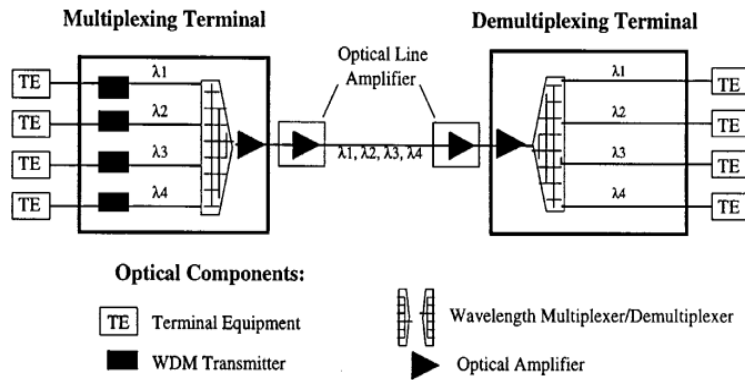 Multiplexing Terminal
Demultiplexing Terminal
Optical Line
Amplifier
TE λ1 λ1 TE
TE λ2 λ2 TE
TE λ3 λ1, λ2, λ3, λ4 λ3 TE
TE λ4 λ4 TE
Optical Components:
TE Terminal Equipment
Wavelength Multiplexer/Demultiplexer
WDM Transmitter
Optical Amplifier